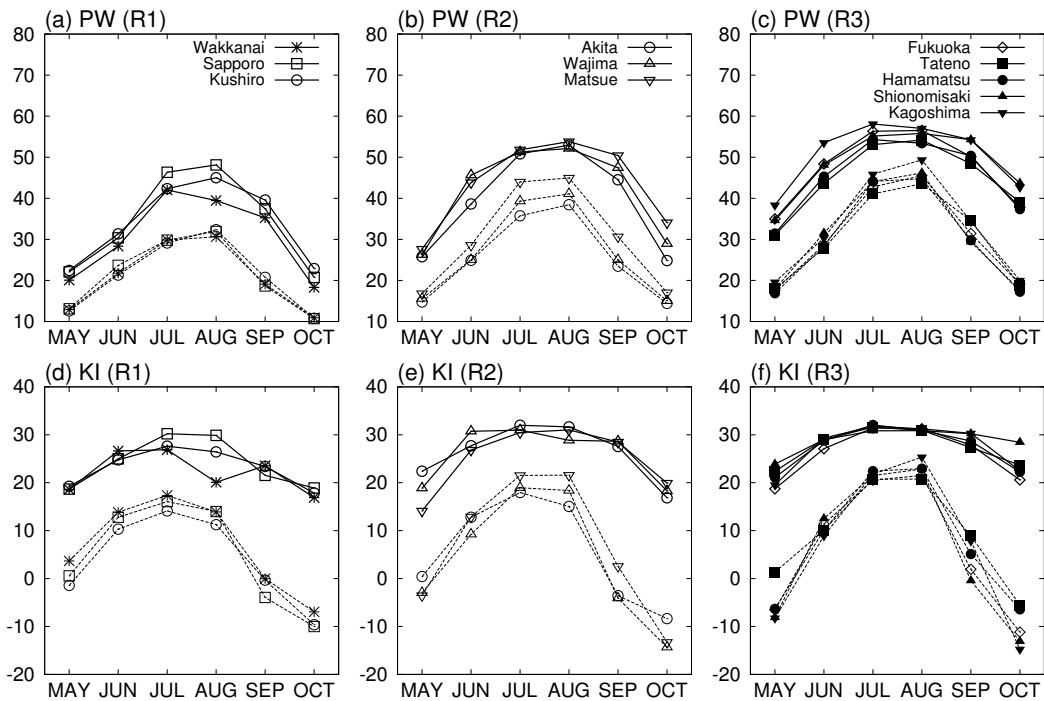 (a) PW (R1)
80
70
60
50
40
30
20
10
Wakkanai
Sapporo
Kushiro
MAY JUN JUL AUG SEP OCT
(b) PW (R2)
80
70
60
50
40
30
20
10
Akita
Wajima
Matsue
MAY JUN JUL AUG SEP OCT
(c) PW (R3)
80
70
60
50
40
30
20
10
Fukuoka
Tateno
Hamamatsu
Shionomisaki
Kagoshima
MAY JUN JUL AUG SEP OCT
(d) KI (R1)
40
30
20
10
0
-10
-20
MAY JUN JUL AUG SEP OCT
(e) KI (R2)
40
30
20
10
0
-10
-20
MAY JUN JUL AUG SEP OCT
(f) KI (R3)
40
30
20
10
0
-10
-20
MAY JUN JUL AUG SEP OCT